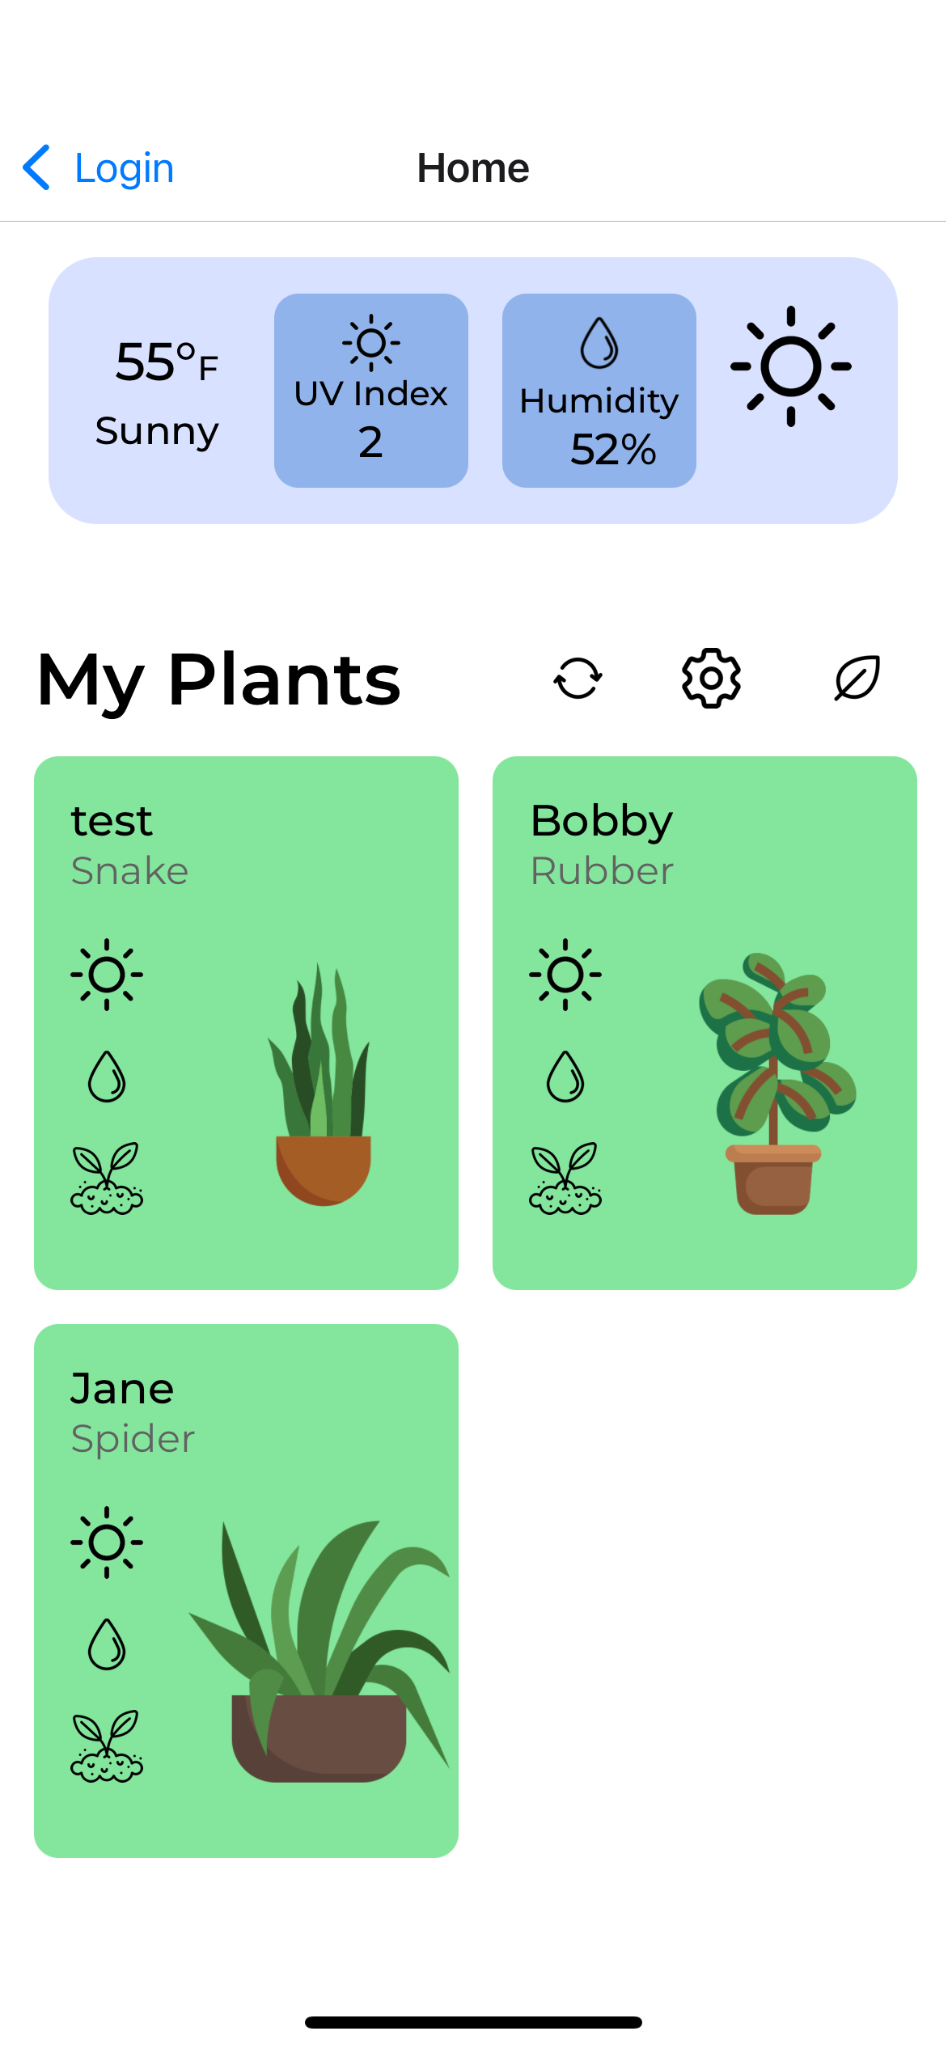 Login
Home
55°F
Sunny
UV Index
2
Humidity
52%
My Plants
test
Snake
Bobby
Rubber
Jane
Spider